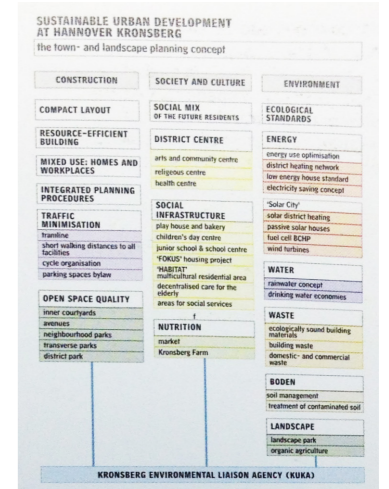 SUSTAINABLE URBAN DEVELOPMENT
AT HANNOVER KRONSBERG
the town- and landscape planning concept
CONSTRUCTION
COMPACT LAYOUT
RESOURCE-EFFICIENT
BUILDING
MIXED USE: HOMES AND
WORKPLACES
INTEGRATED PLANNING
PROCEDURES
TRAFFIC
MINIMISATION
tramline
short walking distances to all
facilities
cycle organisation
parking spaces bylaw
OPEN SPACE QUALITY
inner courtyards
avenues
neighbourhood parks
transverse parks
district park
SOCIETY AND CULTURE
SOCIAL MIX
OF THE FUTURE RESIDENTS
DISTRICT CENTRE
arts and community centre
religeous centre
health centre
SOCIAL
INFRASTRUCTURE
play house and bakery
children's day centre
junior school & school centre
'FOKUS' housing project
'HABITAT'
multicultural residential area
decentralised care for the
elderly
areas for social services
f
NUTRITION
market
Kronsberg Farm
ENVIRONMENT
ECOLOGICAL
STANDARDS
ENERGY
energy use optimisation
district heating network
low energy house standard
electricity saving concept
'Solar City'
solar district heating
passive solar houses
fuel cell BCHP
wind turbines
WATER
rainwater concept
drinking water economies
WASTE
ecologically sound building
materials
building waste
domestic- and commercial
waste
BODEN
soil management
treatment of contaminated soil
LANDSCAPE
landscape park
organic agriculture
KRONSBERG ENVIRONMENTAL LIAISON AGENCY (KUKA)